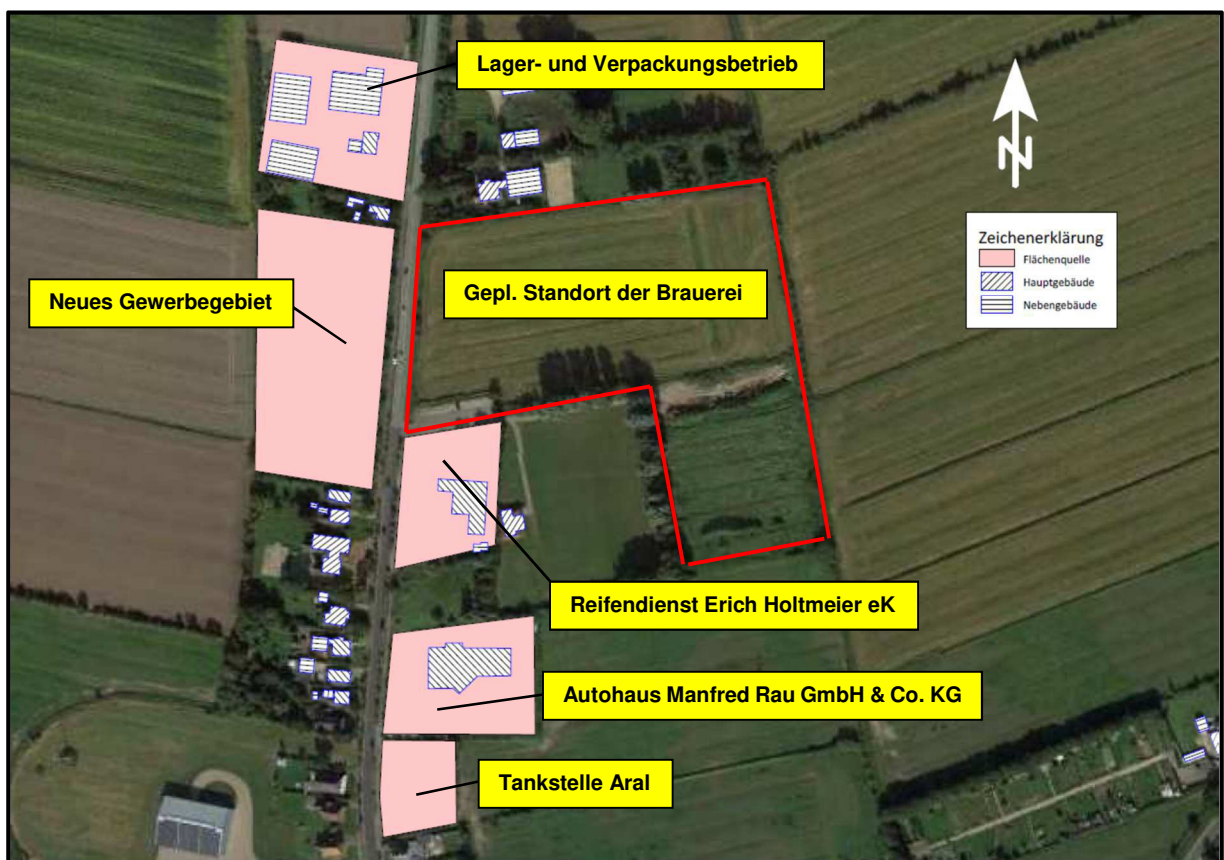 Lager- und Verpackungsbetrieb
N
Zeichenerklärung
Flächenquelle
Hauptgebäude
Nebengebäude
Neues Gewerbegebiet
Gepl. Standort der Brauerei
Reifendienst Erich Holtmeier eK
Autohaus Manfred Rau GmbH & Co. KG
Tankstelle Aral